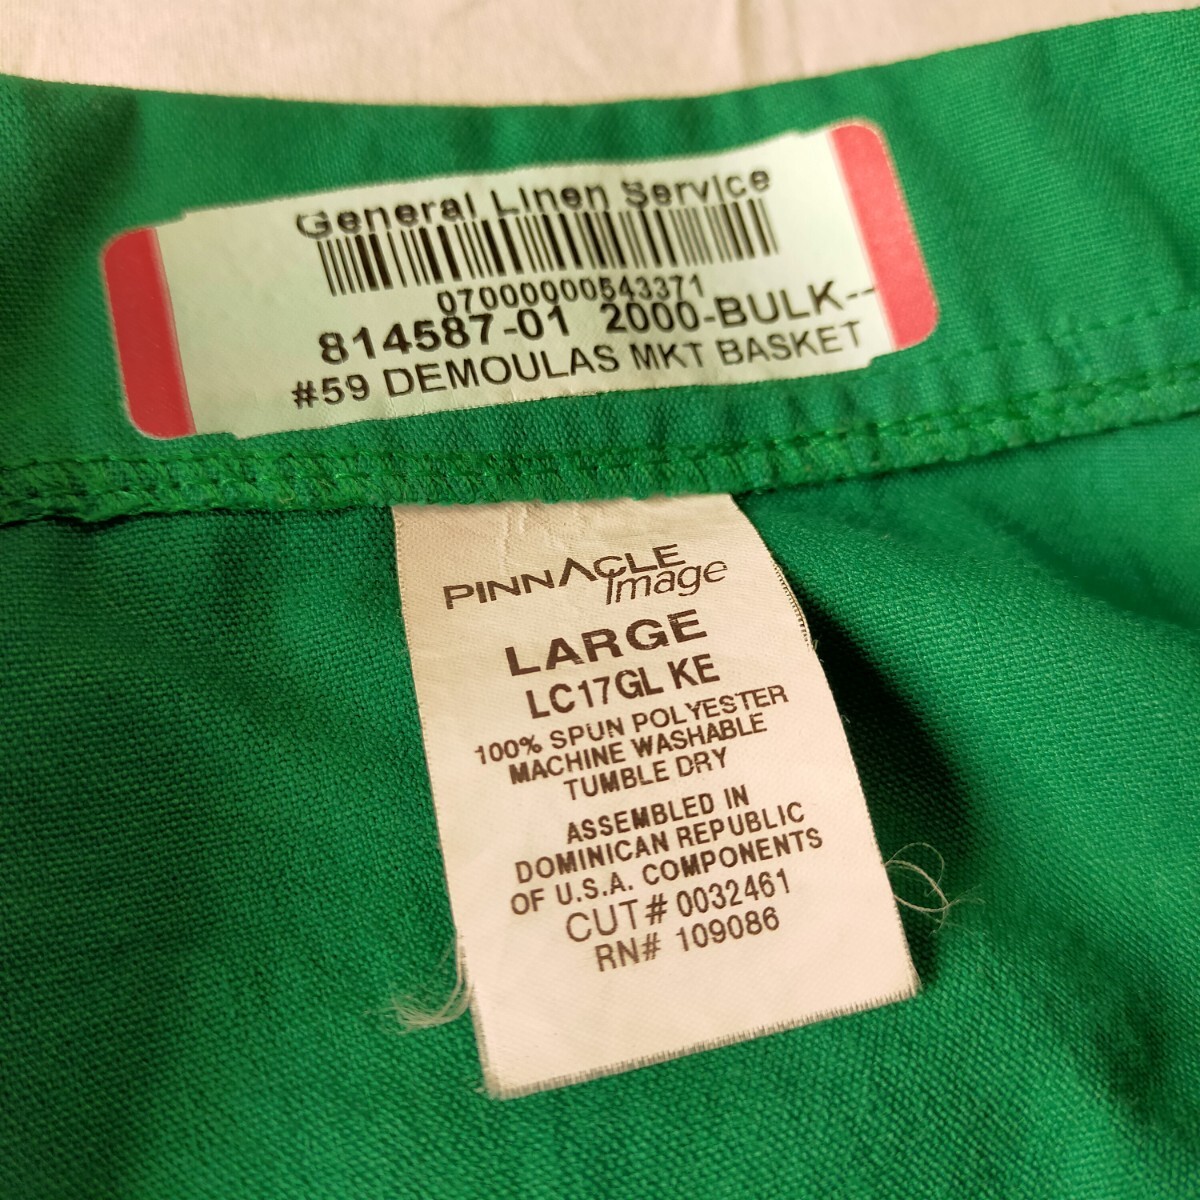 General Linen Service
07000000543371
814587-01 2000-BULK--
#59 DEMOULAS MKT BASKET
PINNACLE Image
LARGE
LC17GL KE
100% SPUN POLYESTER
MACHINE WASHABLE
TUMBLE DRY
ASSEMBLED IN
DOMINICAN REPUBLIC
OF U.S.A. COMPONENTS
CUT# 0032461
RN# 109086